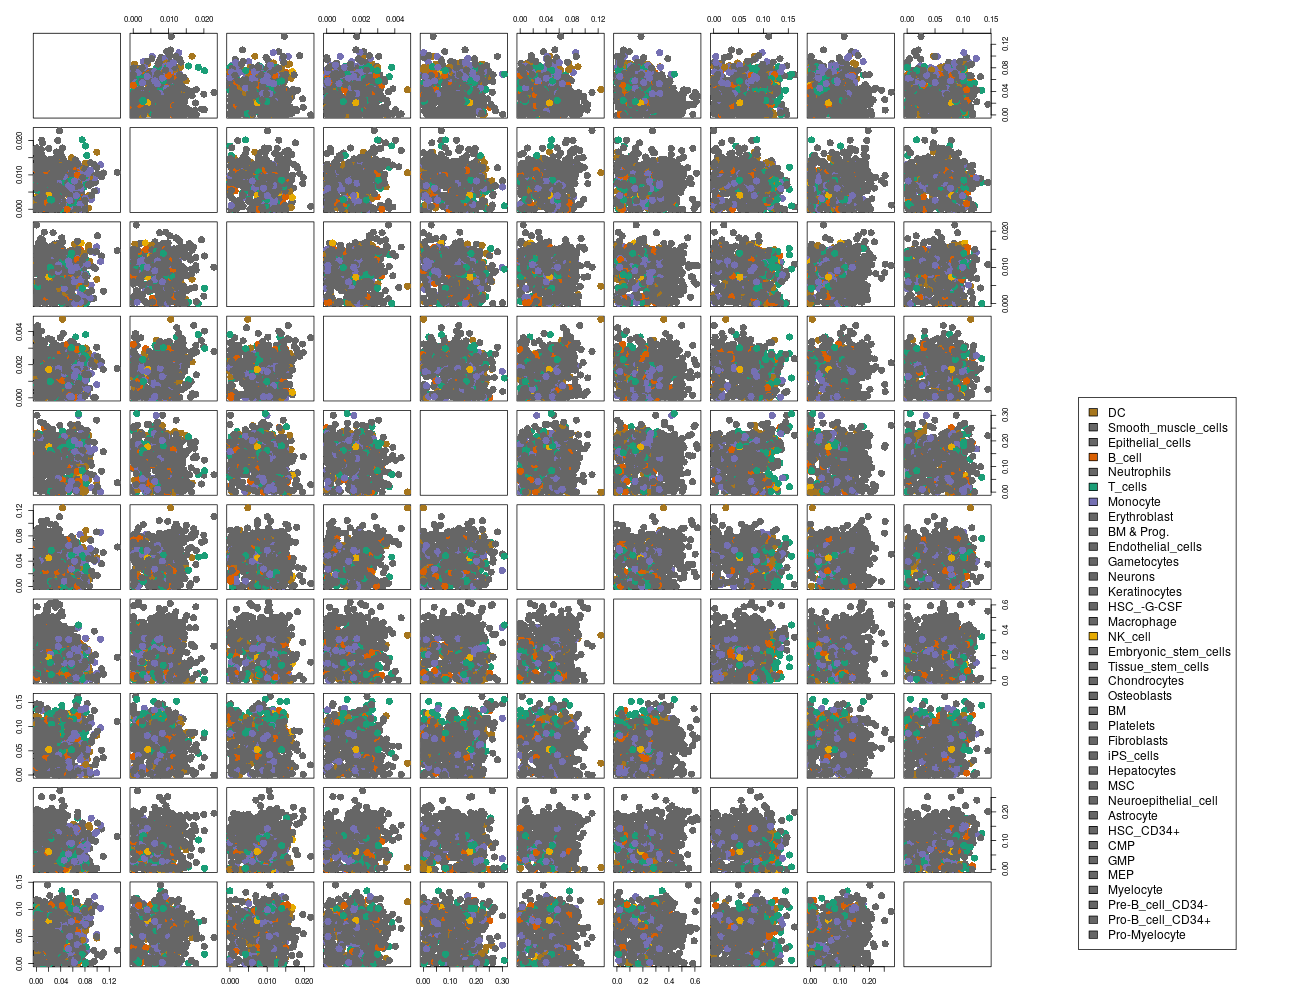 0.000 0.010 0.020 0.000 0.002 0.004 0.00 0.04 0.08 0.12 0.00 0.05 0.10 0.15 0.00 0.05 0.10 0.15
0.00 0.04 0.08 0.12
0.000 0.010 0.020
0.000 0.010 0.020
0.000 0.002 0.004
0.00 0.10 0.20 0.30
0.00 0.04 0.08 0.12
0.0 0.2 0.4 0.6
0.00 0.05 0.10 0.15
0.00 0.10 0.20
0.00 0.05 0.10 0.15
0.00 0.04 0.08 0.12 0.000 0.010 0.020 0.00 0.10 0.20 0.30 0.0 0.2 0.4 0.6 0.00 0.10 0.20
DC
Smooth_muscle_cells
Epithelial_cells
B_cell
Neutrophils
T_cells
Monocyte
Erythroblast
BM & Prog.
Endothelial_cells
Gametocytes
Neurons
Keratinocytes
HSC_-G-CSF
Macrophage
NK_cell
Embryonic_stem_cells
Tissue_stem_cells
Chondrocytes
Osteoblasts
BM
Platelets
Fibroblasts
iPS_cells
Hepatocytes
MSC
Neuroepithelial_cell
Astrocyte
HSC_CD34+
CMP
GMP
MEP
Myelocyte
Pre-B_cell_CD34-
Pro-B_cell_CD34+
Pro-Myelocyte